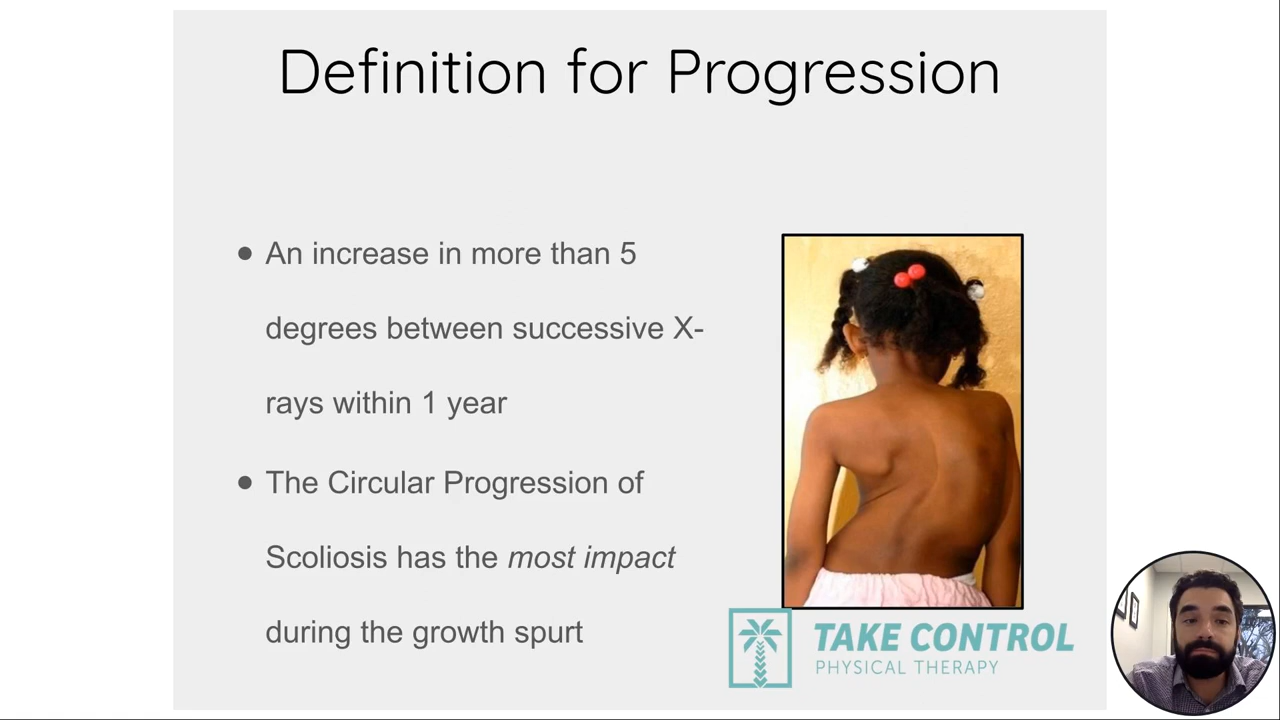 Definition for Progression
● An increase in more than 5
degrees between successive X-
rays within 1 year
● The Circular Progression of
Scoliosis has the most impact
during the growth spurt
TAKE CONTROL
PHYSICAL THERAPY